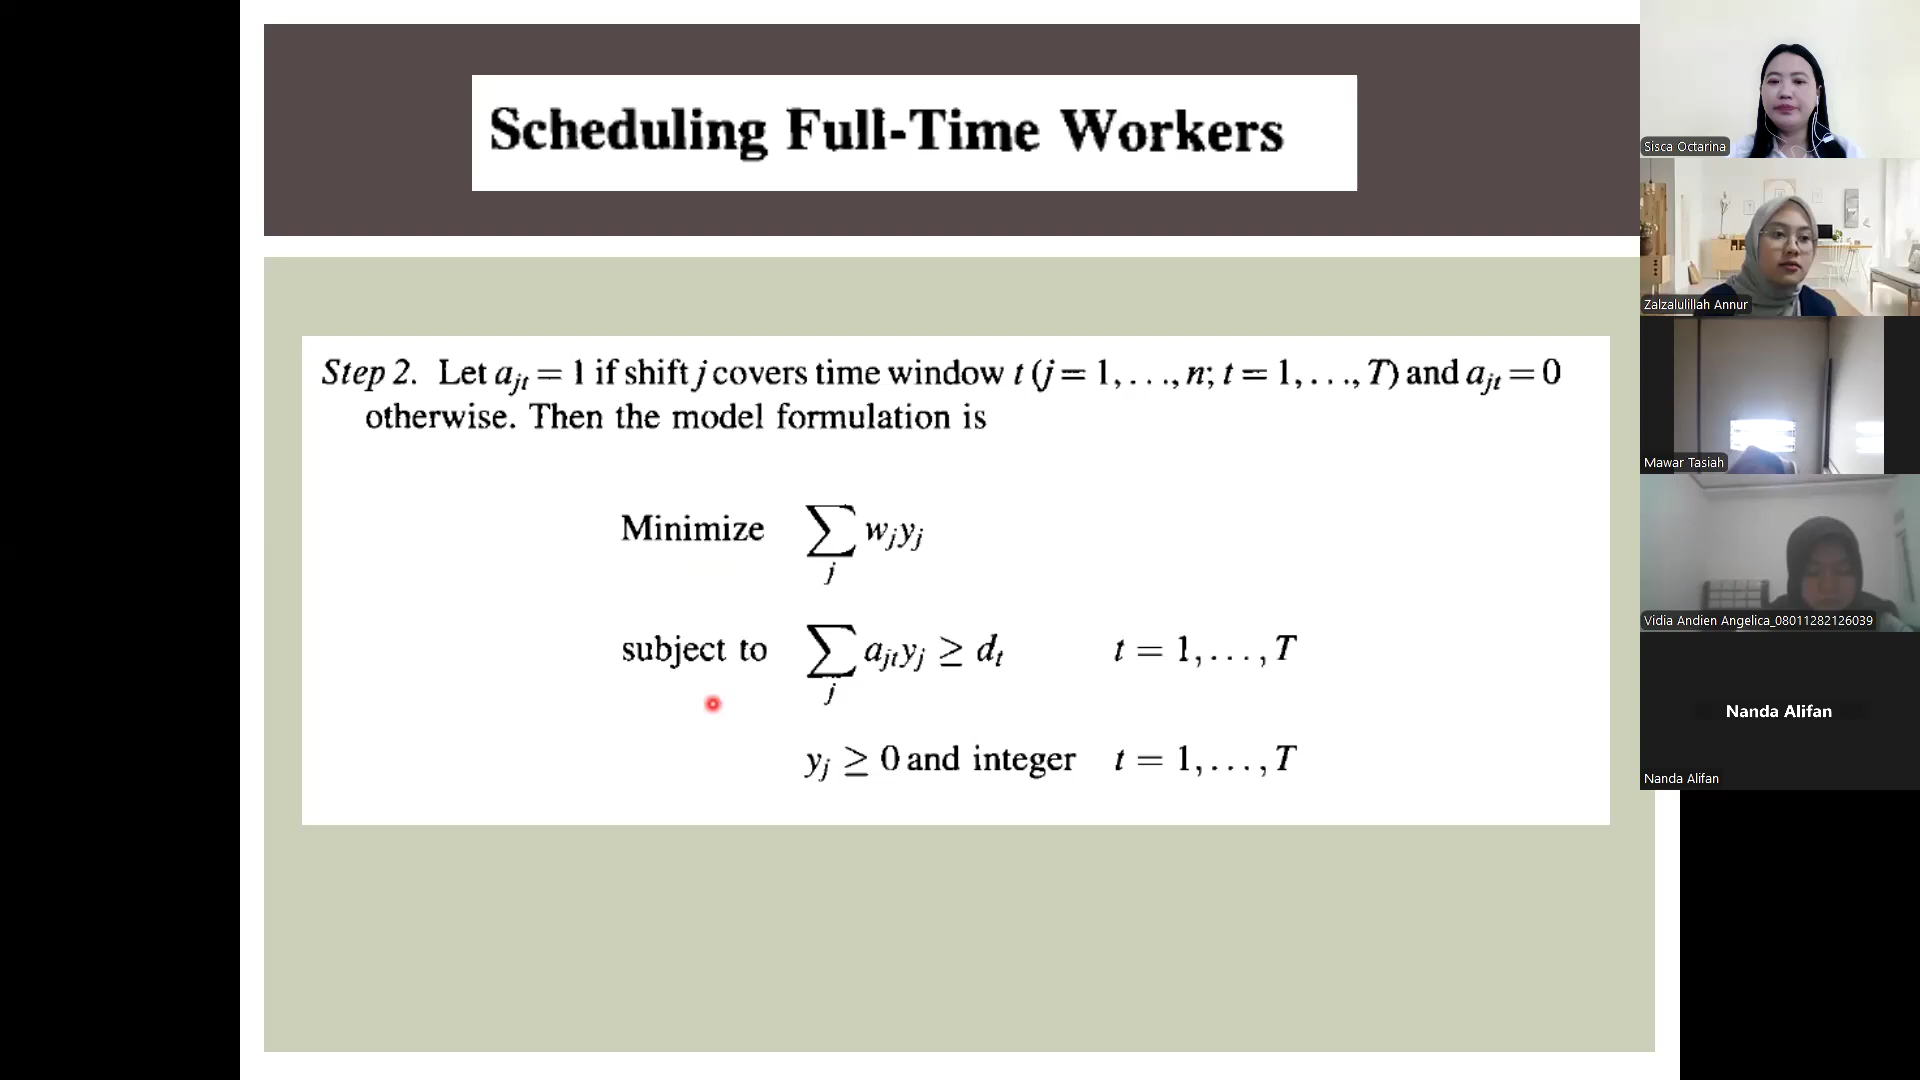 Scheduling Full-Time Workers
Step 2. Let a_jt = 1 if shift j covers time window t (j = 1, . . ., n; t = 1, . . ., T) and a_jt = 0
otherwise. Then the model formulation is
Minimize ∑_j w_j y_j
subject to ∑_j a_jt y_j ≥ d_t t = 1, . . ., T
y_j ≥ 0 and integer t = 1, . . ., T
Sisca Octarina
Zalzalulillah Annur
Mawar Tasiah
Vidia Andien Angelica_08011282126039
Nanda Alifan
Nanda Alifan